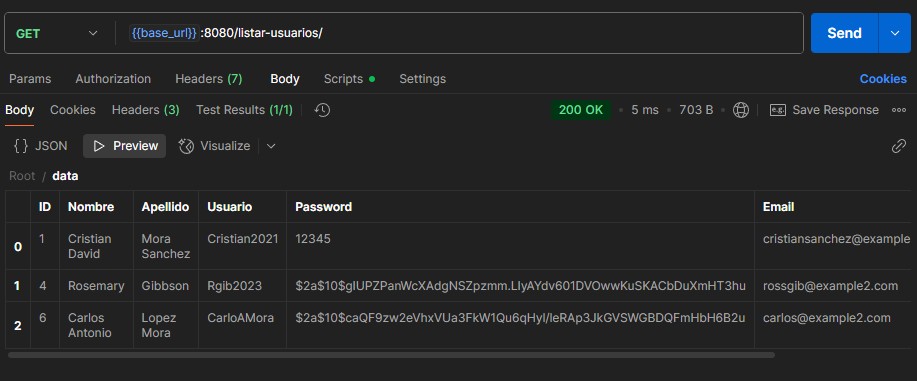 GET {{base_url}} :8080/listar-usuarios/ Send
Params Authorization Headers (7) Body Scripts Settings Cookies
Body Cookies Headers (3) Test Results (1/1) 200 OK • 5 ms • 703 B e.g. Save Response
{} JSON Preview Visualize
Root / data
ID Nombre Apellido Usuario Password Email
0 1 Cristian David Mora Sanchez Cristian2021 12345 cristiansanchez@example
1 4 Rosemary Gibbson Rgib2023 $2a$10$gIUPZPanWcXAdgNSZpzmm.LIyAYdv601DVOwwKuSKACbDuXmHT3hu rossgib@example2.com
2 6 Carlos Antonio Lopez Mora CarloAMora $2a$10$caQF9zw2eVhxVUa3FkW1Qu6qHyI/IeRAp3JkGVSWGBDQFmHbH6B2u carlos@example2.com